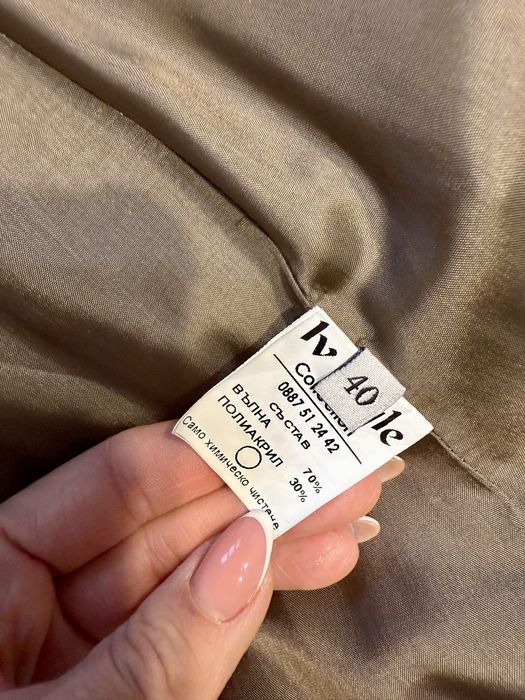 40
0887 51 24 42
СЪСТАВ
ВЪЛНА 70%
ПОЛИАКРИЛ 30%
Само химическо чистене